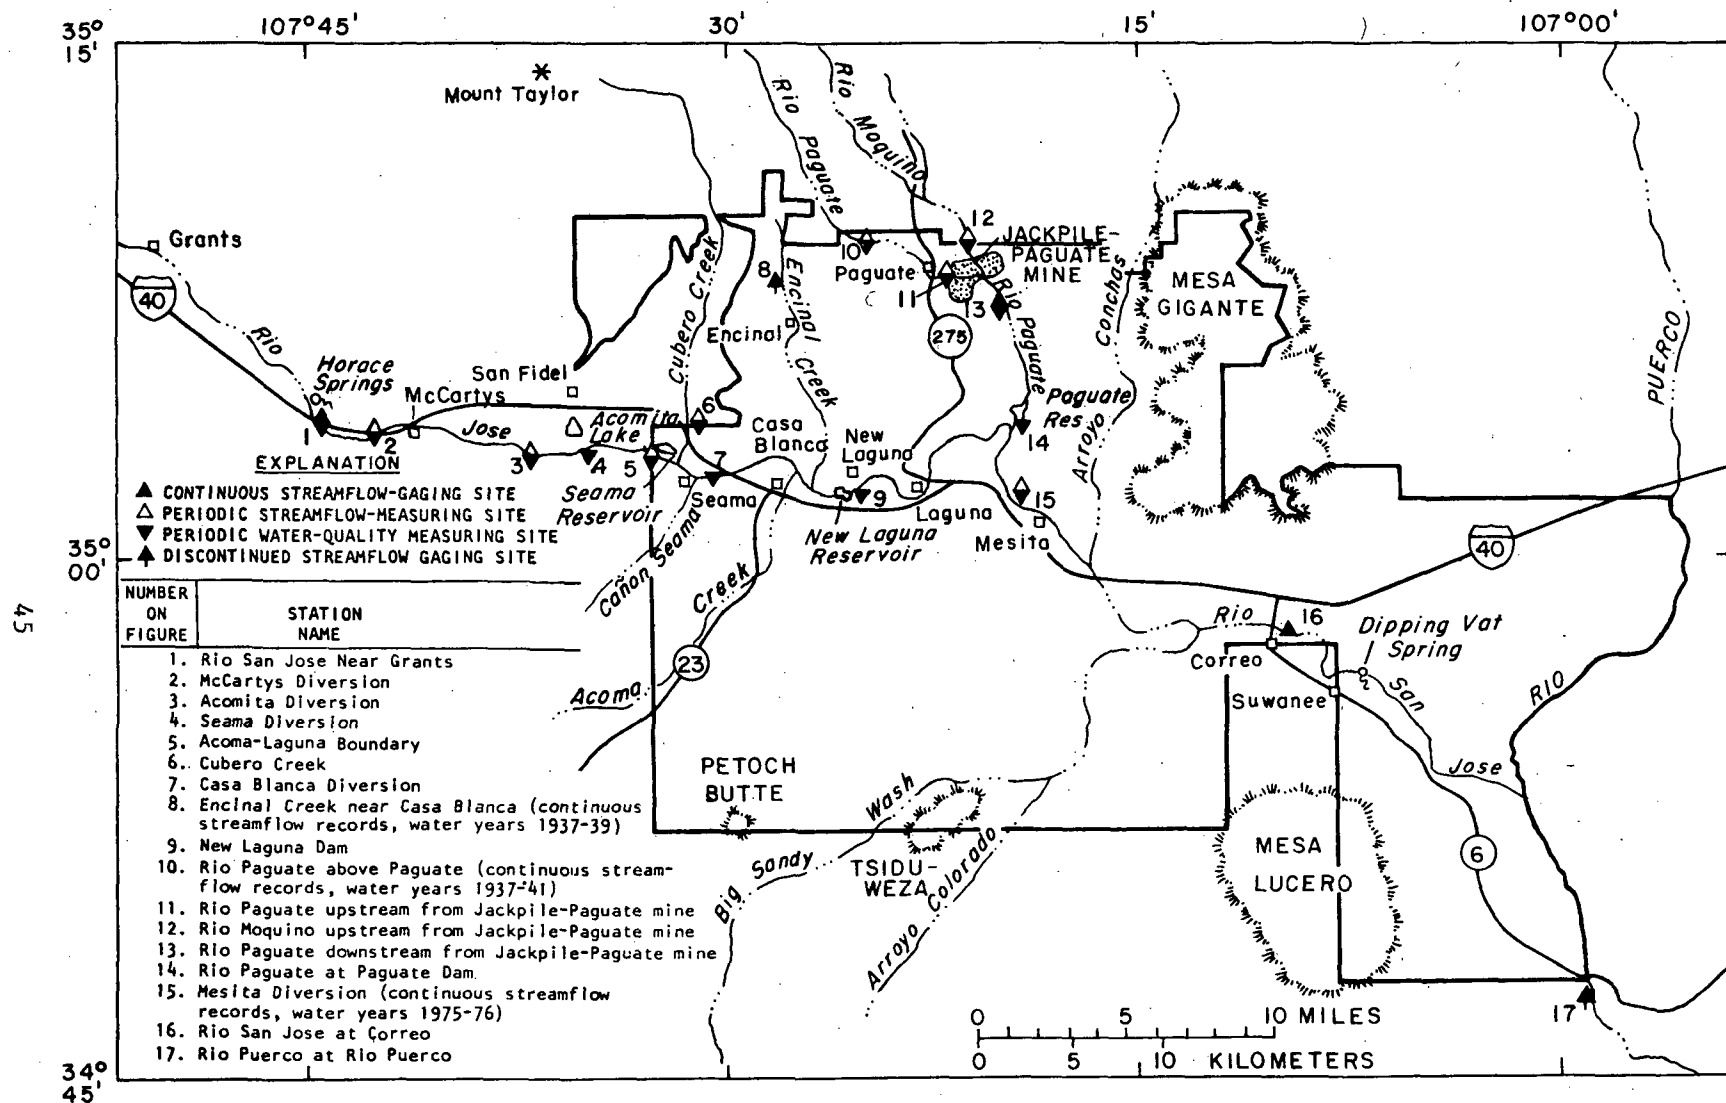 107°45' 30' 15' 107°00'
35°
15'
Mount Taylor
Rio Paguate
Rio Moquino
Grants
40
Rio
Horace
Springs
San Fidel
McCartys
Jose
Acomita
Lake
Cubero Creek
Encinal
Encinal Creek
Paguate
JACKPILE-
PAGUATE
MINE
Rio Paguate
275
Arroyo Conchas
MESA
GIGANTE
PUERCO
RIO
Casa
Blanca
New
Laguna
Paguate
Res
Seama
Reservoir
Seama
Laguna
New Laguna
Reservoir
Mesita
Cañon Seama
Acoma Creek
23
40
1 2 3 4 5 6 7 8 9 10 11 12 13 14 15 16 17
EXPLANATION
CONTINUOUS STREAMFLOW-GAGING SITE
PERIODIC STREAMFLOW-MEASURING SITE
PERIODIC WATER-QUALITY MEASURING SITE
DISCONTINUED STREAMFLOW GAGING SITE
35°
00'
45
NUMBER
ON
FIGURE
STATION
NAME
1. Rio San Jose Near Grants
2. McCartys Diversion
3. Acomita Diversion
4. Seama Diversion
5. Acoma-Laguna Boundary
6. Cubero Creek
7. Casa Blanca Diversion
8. Encinal Creek near Casa Blanca (continuous
streamflow records, water years 1937-39)
9. New Laguna Dam
10. Rio Paguate above Paguate (continuous stream-
flow records, water years 1937-41)
11. Rio Paguate upstream from Jackpile-Paguate mine
12. Rio Moquino upstream from Jackpile-Paguate mine
13. Rio Paguate downstream from Jackpile-Paguate mine
14. Rio Paguate at Paguate Dam
15. Mesita Diversion (continuous streamflow
records, water years 1975-76)
16. Rio San Jose at Correo
17. Rio Puerco at Rio Puerco
Rio San Jose
Correo
Suwanee
Dipping Vat
Spring
PETOCH
BUTTE
Big Sandy Wash
TSIDU-
WEZA
Arroyo Colorado
MESA
LUCERO
6
0 5 10 MILES
0 5 10 KILOMETERS
34°
45'